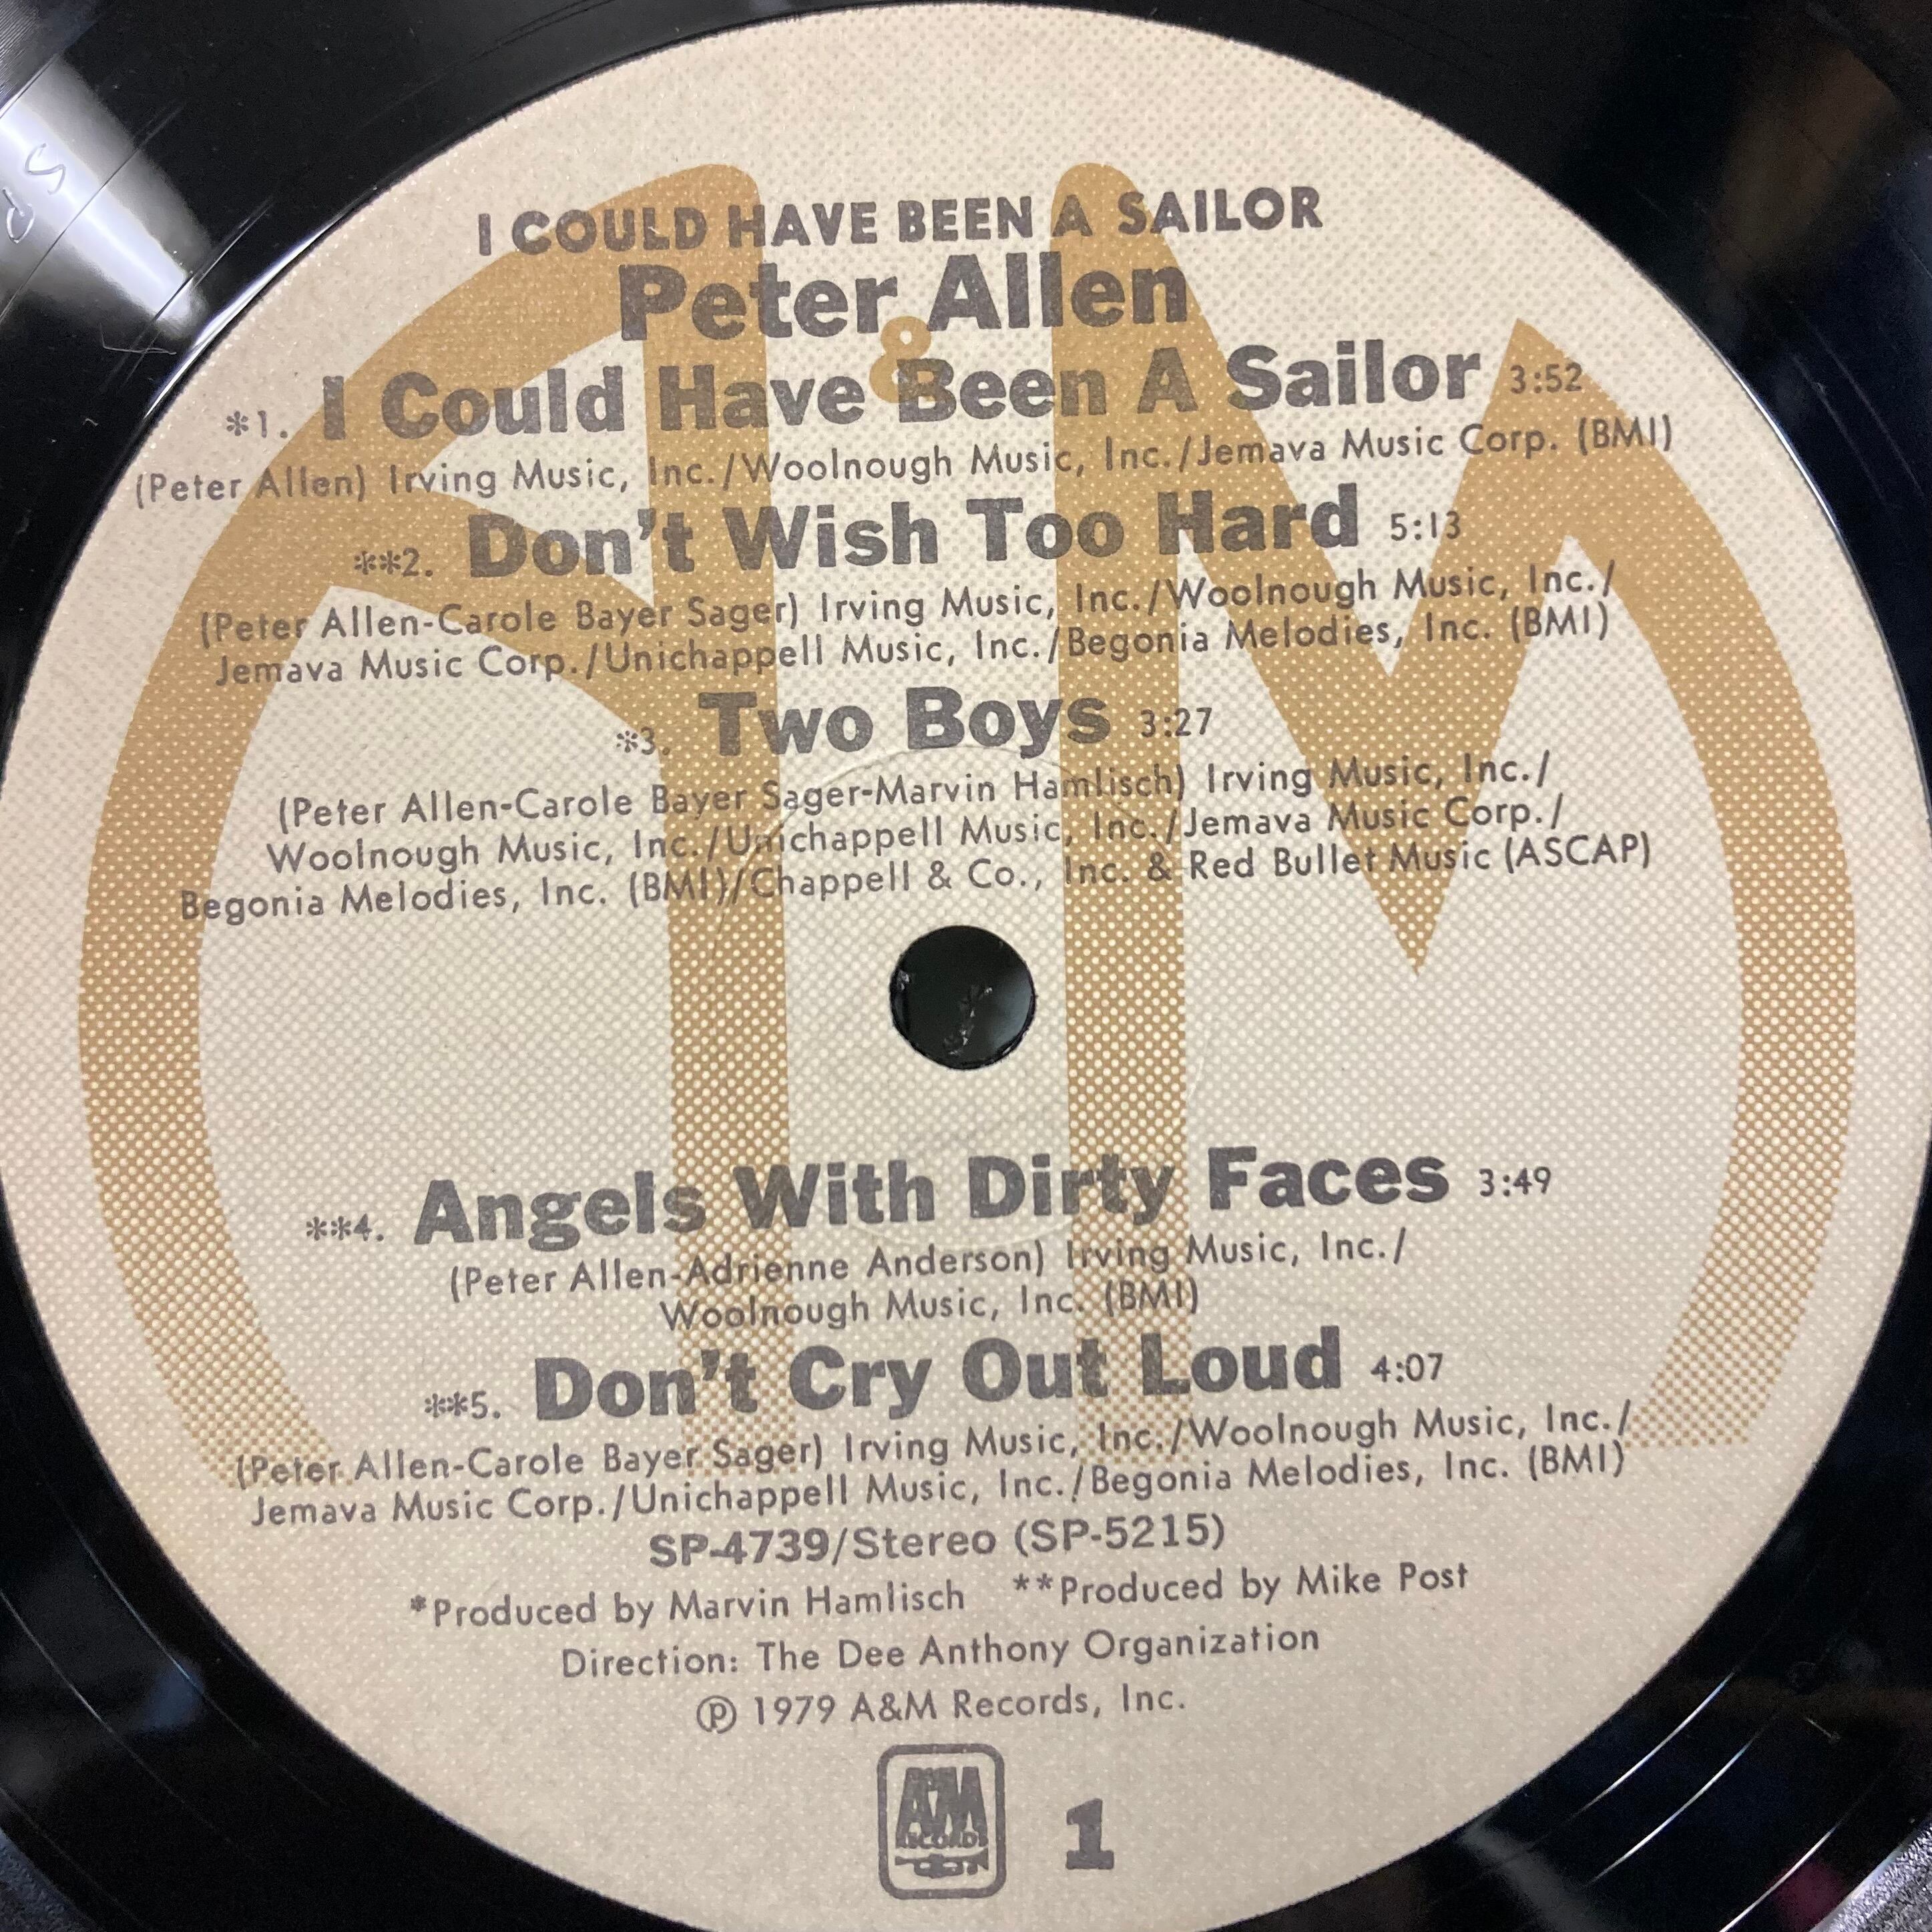 I COULD HAVE BEEN A SAILOR
Peter Allen
&
*1. I Could Have Been A Sailor 3:52
(Peter Allen) Irving Music, Inc./Woolnough Music, Inc./Jemava Music Corp. (BMI)
**2. Don't Wish Too Hard 5:13
(Peter Allen-Carole Bayer Sager) Irving Music, Inc./Woolnough Music, Inc./
Jemava Music Corp./Unichappell Music, Inc./Begonia Melodies, Inc. (BMI)
*3. Two Boys 3:27
(Peter Allen-Carole Bayer Sager-Marvin Hamlisch) Irving Music, Inc./
Woolnough Music, Inc./Unichappell Music, Inc./Jemava Music Corp./
Begonia Melodies, Inc. (BMI)/Chappell & Co., Inc. & Red Bullet Music (ASCAP)
**4. Angels With Dirty Faces 3:49
(Peter Allen-Adrienne Anderson) Irving Music, Inc./
Woolnough Music, Inc. (BMI)
**5. Don't Cry Out Loud 4:07
(Peter Allen-Carole Bayer Sager) Irving Music, Inc./Woolnough Music, Inc./
Jemava Music Corp./Unichappell Music, Inc./Begonia Melodies, Inc. (BMI)
SP-4739/Stereo (SP-5215)
*Produced by Marvin Hamlisch **Produced by Mike Post
Direction: The Dee Anthony Organization
℗ 1979 A&M Records, Inc.
A&M
RECORDS
1